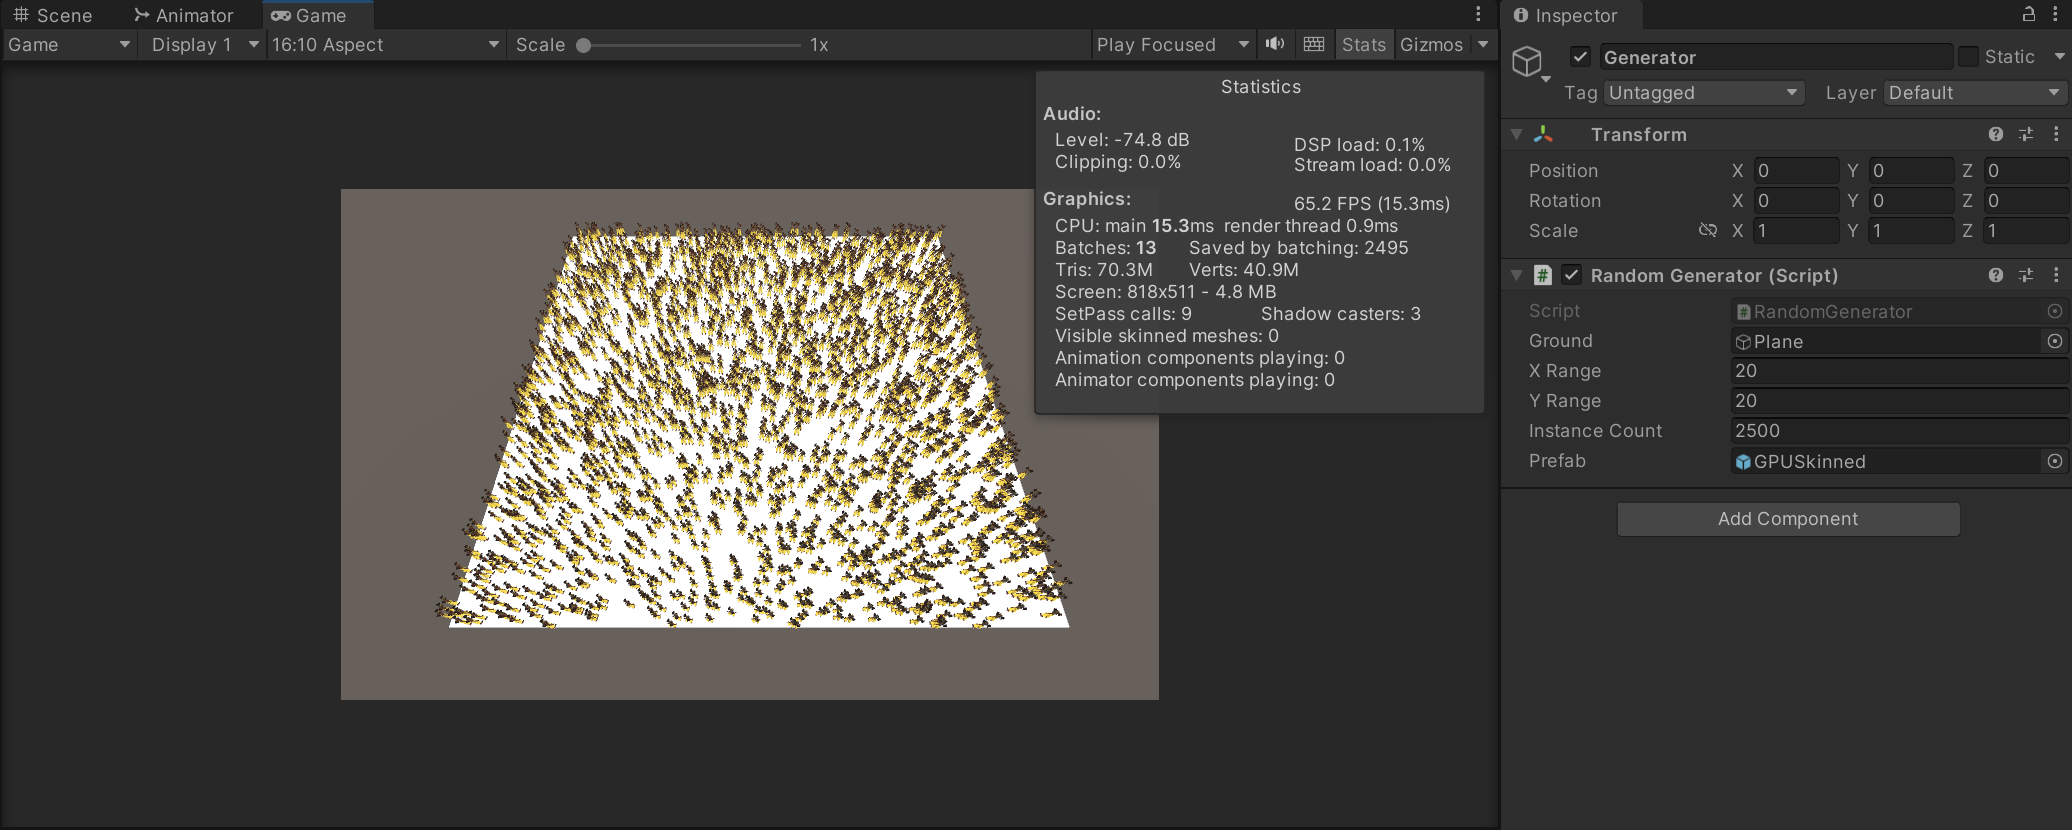 Scene Animator Game
Game Display 1 16:10 Aspect Scale 1x Play Focused Stats Gizmos
Statistics
Audio:
Level: -74.8 dB DSP load: 0.1%
Clipping: 0.0% Stream load: 0.0%
Graphics: 65.2 FPS (15.3ms)
CPU: main 15.3ms render thread 0.9ms
Batches: 13 Saved by batching: 2495
Tris: 70.3M Verts: 40.9M
Screen: 818x511 - 4.8 MB
SetPass calls: 9 Shadow casters: 3
Visible skinned meshes: 0
Animation components playing: 0
Animator components playing: 0
Inspector
Generator Static
Tag Untagged Layer Default
Transform
Position X 0 Y 0 Z 0
Rotation X 0 Y 0 Z 0
Scale X 1 Y 1 Z 1
# Random Generator (Script)
Script # RandomGenerator
Ground Plane
X Range 20
Y Range 20
Instance Count 2500
Prefab GPUSkinned
Add Component